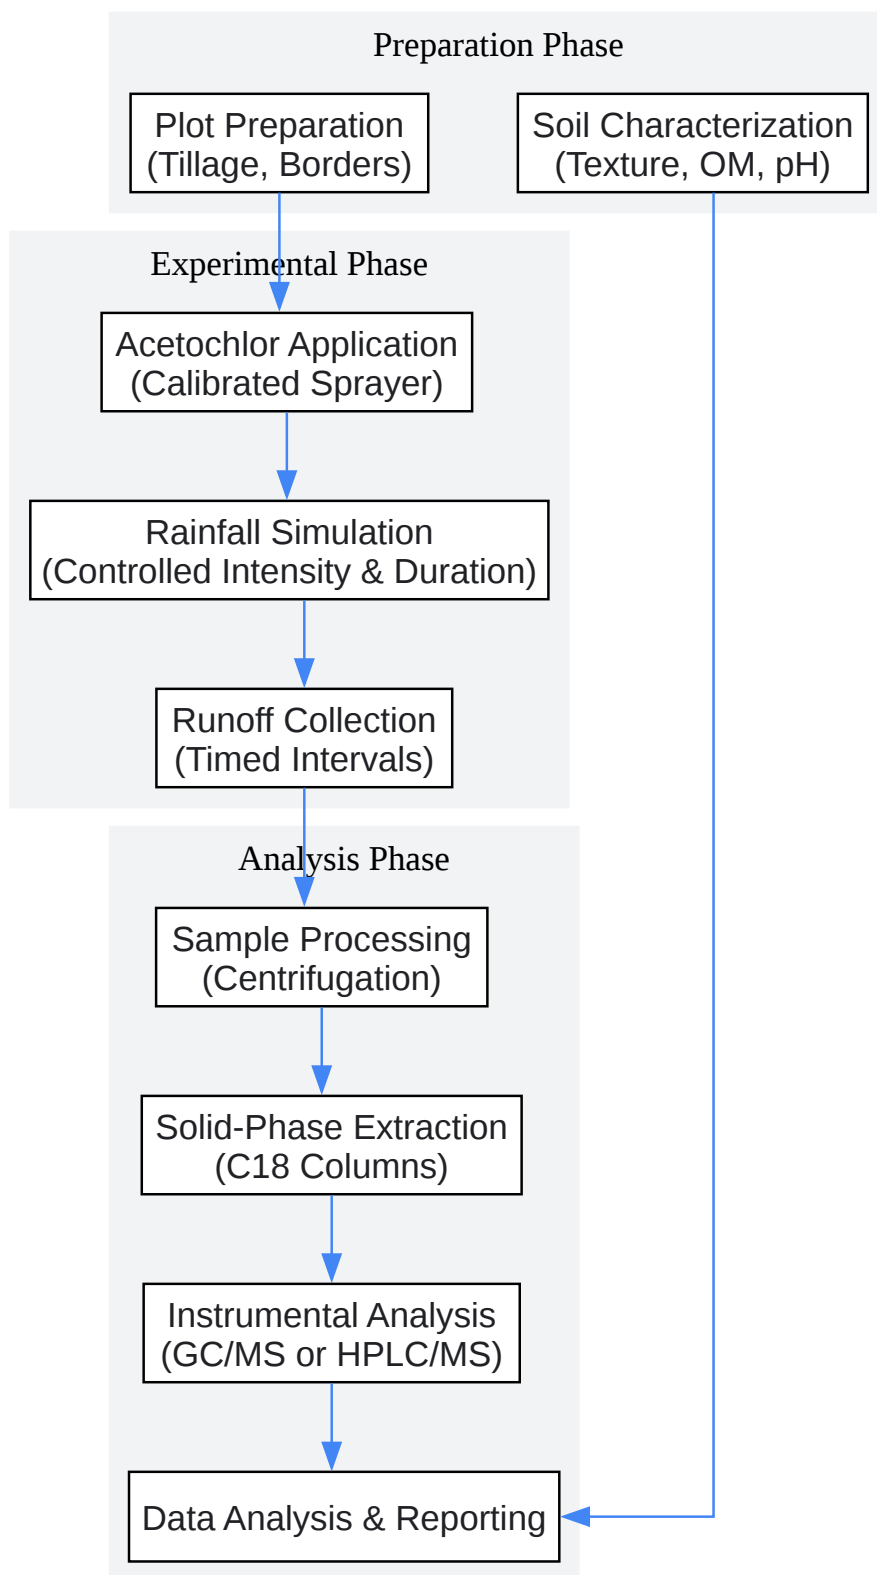 Preparation Phase
Plot Preparation
(Tillage, Borders)
Soil Characterization
(Texture, OM, pH)
Experimental Phase
Acetochlor Application
(Calibrated Sprayer)
Rainfall Simulation
(Controlled Intensity & Duration)
Runoff Collection
(Timed Intervals)
Analysis Phase
Sample Processing
(Centrifugation)
Solid-Phase Extraction
(C18 Columns)
Instrumental Analysis
(GC/MS or HPLC/MS)
Data Analysis & Reporting